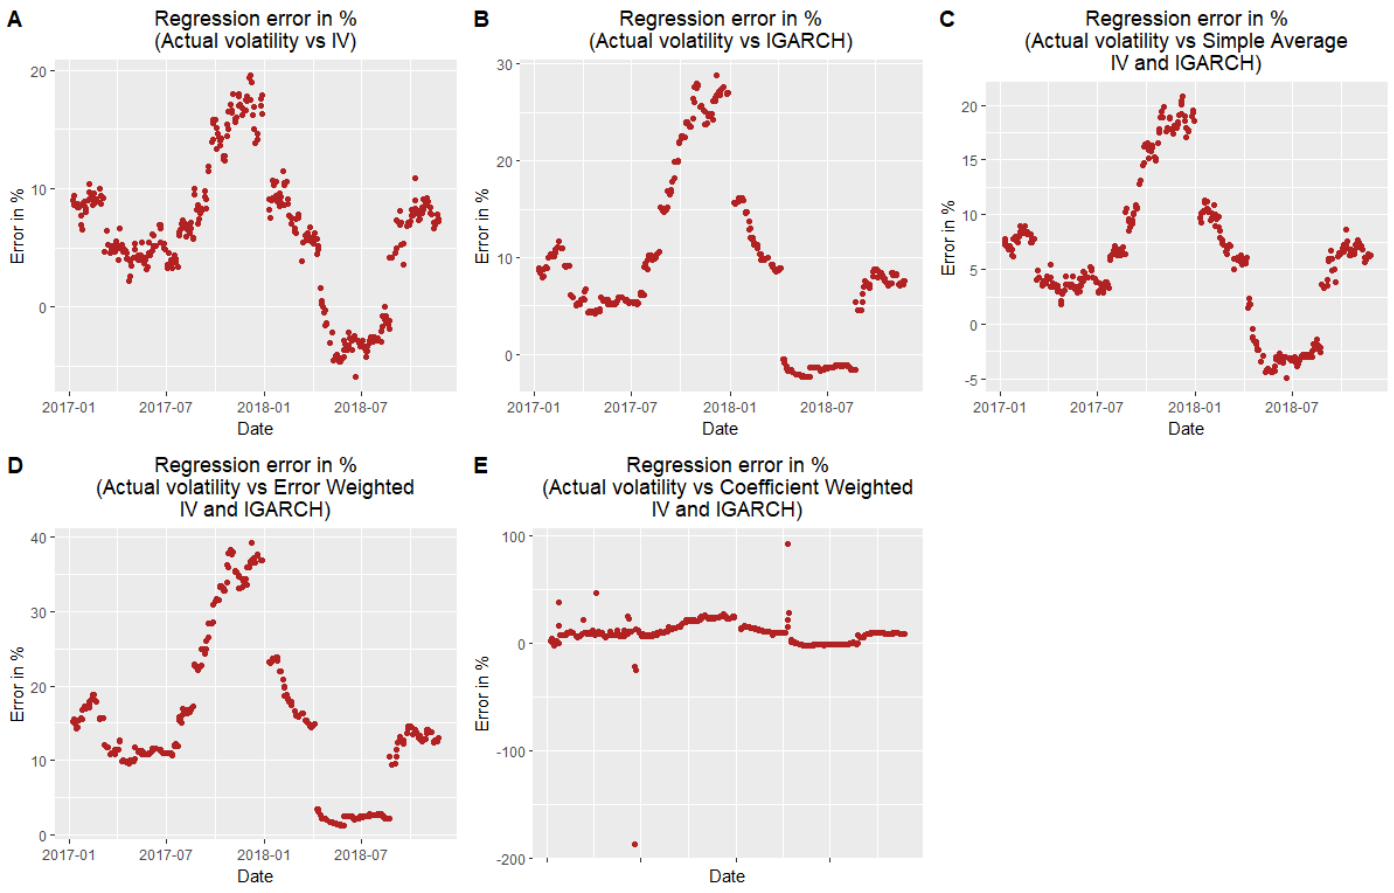 A
Regression error in %
(Actual volatility vs IV)
20
10
0
Error in %
2017-01
2017-07
2018-01
2018-07
Date
B
Regression error in %
(Actual volatility vs IGARCH)
30
20
10
0
Error in %
2017-01
2017-07
2018-01
2018-07
Date
C
Regression error in %
(Actual volatility vs Simple Average
IV and IGARCH)
20
15
10
5
0
-5
Error in %
2017-01
2017-07
2018-01
2018-07
Date
D
Regression error in %
(Actual volatility vs Error Weighted
IV and IGARCH)
40
30
20
10
0
Error in %
2017-01
2017-07
2018-01
2018-07
Date
E
Regression error in %
(Actual volatility vs Coefficient Weighted
IV and IGARCH)
100
0
-100
-200
Error in %
Date